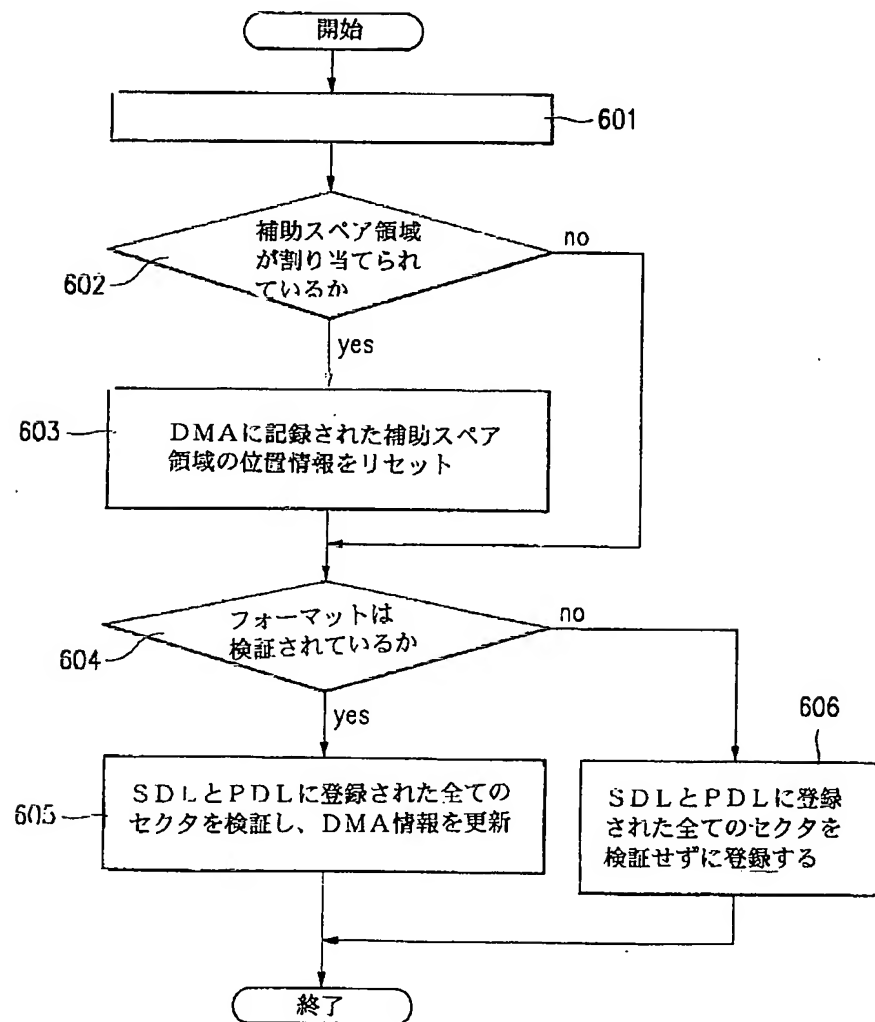 開始
601
補助スペア領域
が割り当てられ
ているか
no
602
yes
603
DMAに記録された補助スペア
領域の位置情報をリセット
フォーマットは
検証されているか
no
604
yes
606
605
SDLとPDLに登録された全ての
セクタを検証し、DMA情報を更新
SDLとPDLに登録
された全てのセクタを
検証せずに登録する
終了